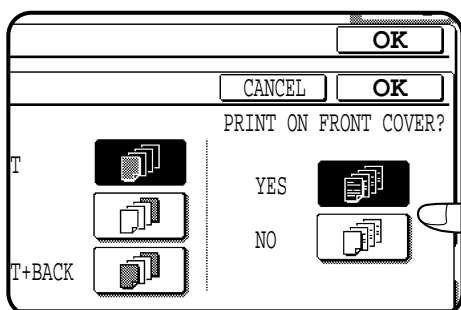 OK
CANCEL OK
PRINT ON FRONT COVER?
T
YES
NO
T+BACK